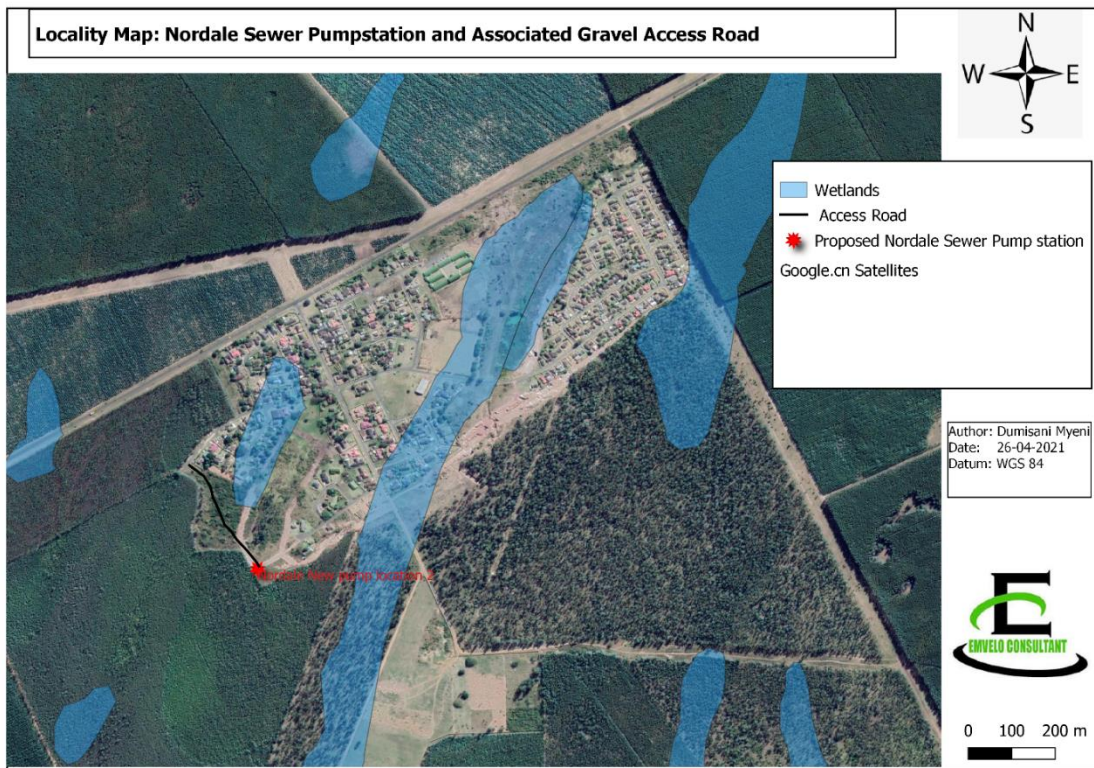 Locality Map: Nordale Sewer Pumpstation and Associated Gravel Access Road
N
W E
S
Wetlands
Access Road
Proposed Nordale Sewer Pump station
Google.cn Satellites
Author: Dumisani Myeni
Date: 26-04-2021
Datum: WGS 84
Nordale New pump location 2
E
EMVELO CONSULTANT
0 100 200 m